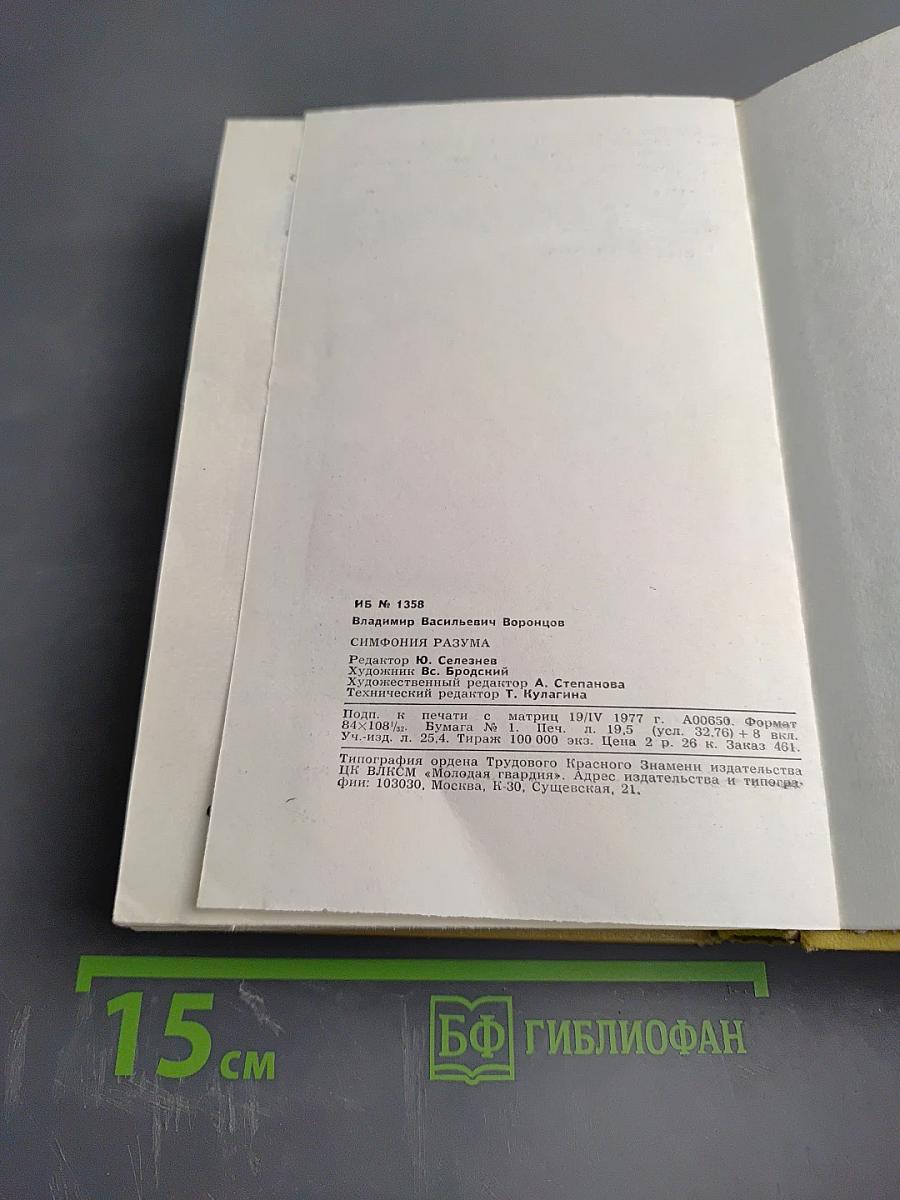 ИБ № 1358
Владимир Васильевич Воронцов
СИМФОНИЯ РАЗУМА
Редактор Ю. Селезнев
Художник Вс. Бродский
Художественный редактор А. Степанова
Технический редактор Т. Кулагина
Подп. к печати с матриц 19/IV 1977 г. А00650. Формат
84×108¹/₃₂. Бумага № 1. Печ. л. 19,5 (усл. 32,76) + 8 вкл.
Уч.-изд. л. 25,4. Тираж 100 000 экз. Цена 2 р. 26 к. Заказ 461.
Типография ордена Трудового Красного Знамени издательства
ЦК ВЛКСМ «Молодая гвардия». Адрес издательства и типогра-
фии: 103030, Москва, К-30, Сущевская, 21.
15 см
БФ ГИБЛИОФАН